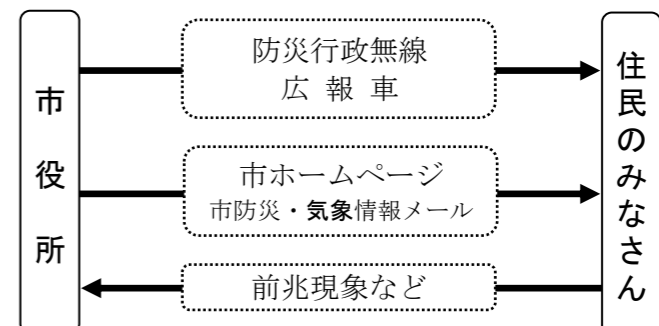 市役所
防災行政無線
広 報 車
市ホームページ
市防災・気象情報メール
前兆現象など
住民のみなさん